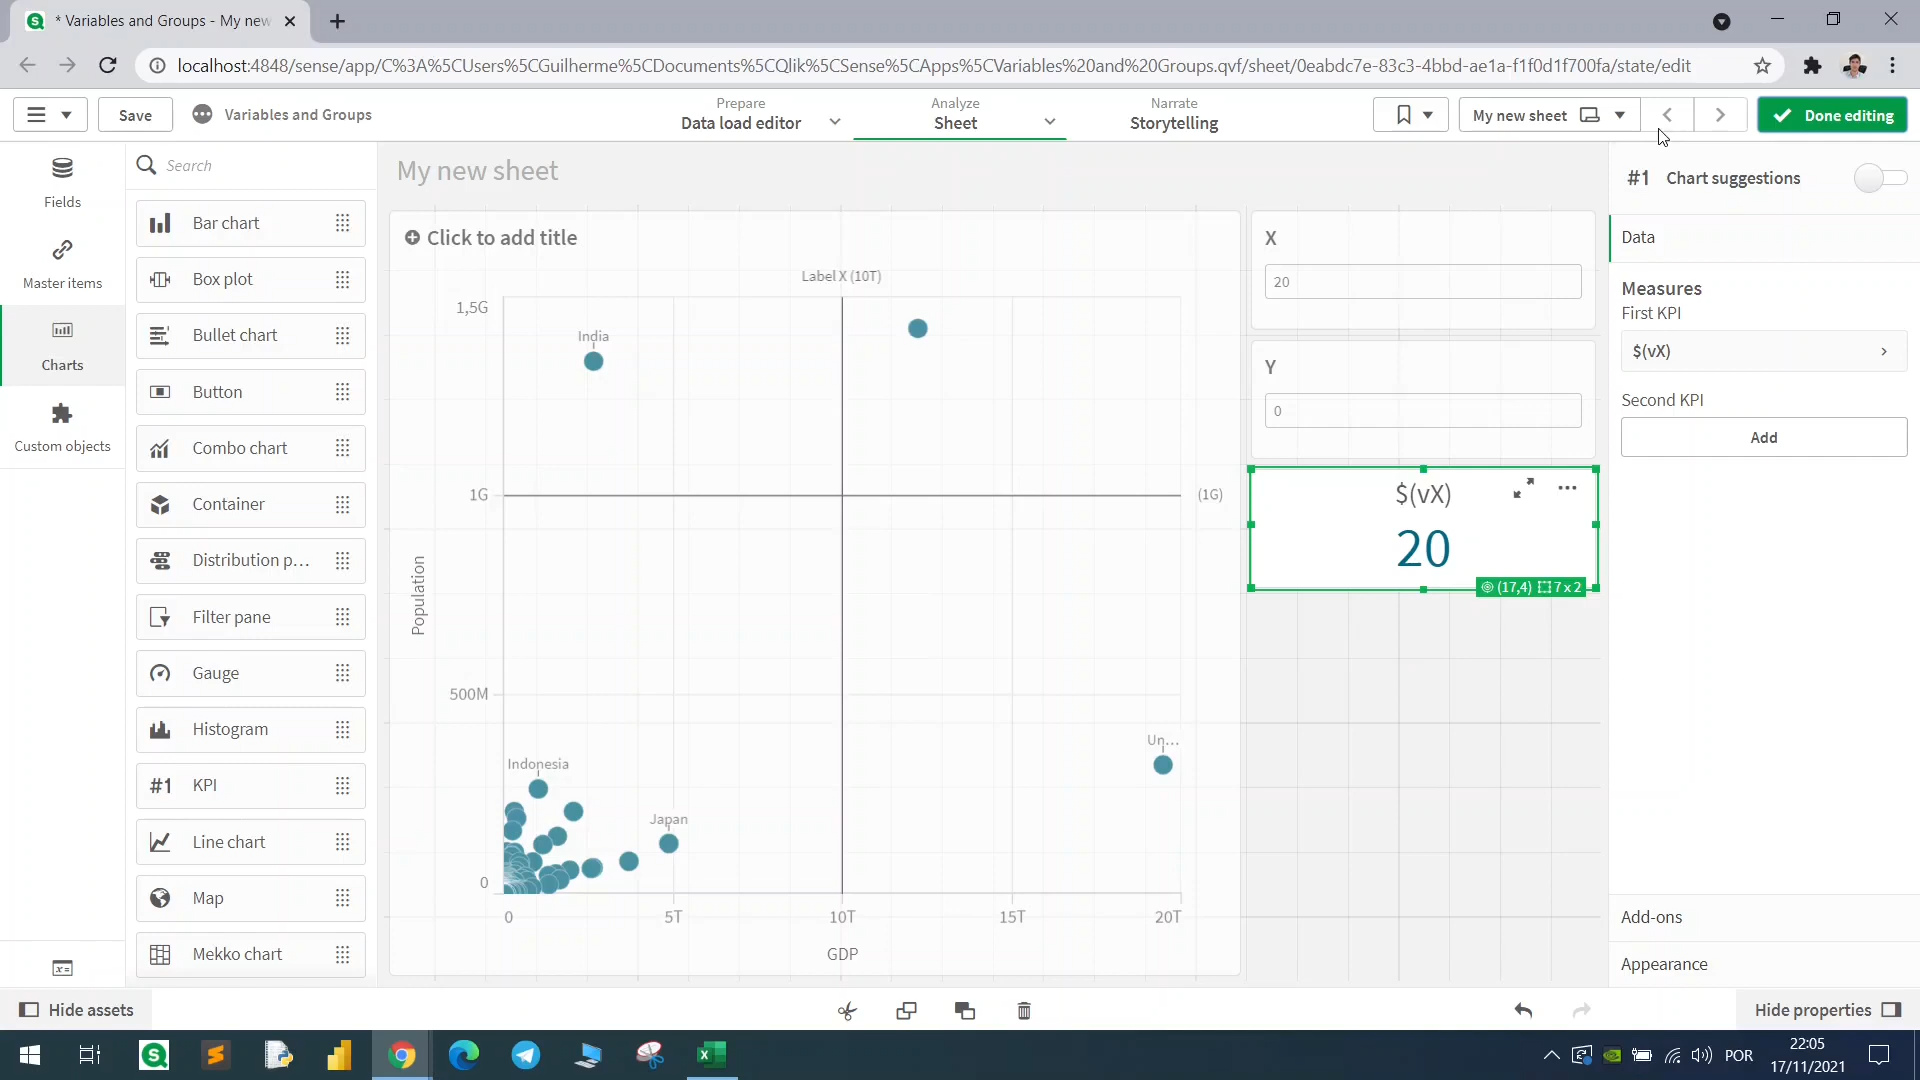 * Variables and Groups - My new
localhost:4848/sense/app/C%3A%5CUsers%5CGuilherme%5CDocuments%5CQlik%5CSense%5CApps%5CVariables%20and%20Groups.qvf/sheet/0eabdc7e-83c3-4bbd-ae1a-f1f0d1f700fa/state/edit
Save
Variables and Groups
Prepare
Data load editor
Analyze
Sheet
Narrate
Storytelling
My new sheet
Done editing
Fields
Master items
Charts
Custom objects
Search
Bar chart
Box plot
Bullet chart
Button
Combo chart
Container
Distribution p...
Filter pane
Gauge
Histogram
#1 KPI
Line chart
Map
Mekko chart
My new sheet
Click to add title
Label X (10T)
1,5G
India
1G
(1G)
Population
500M
Un...
Indonesia
Japan
0
0
5T
10T
15T
20T
GDP
X
20
Y
0
$(vX)
20
(17,4) 7 x 2
#1 Chart suggestions
Data
Measures
First KPI
$(vX)
Second KPI
Add
Add-ons
Appearance
Hide assets
Hide properties
POR
22:05
17/11/2021